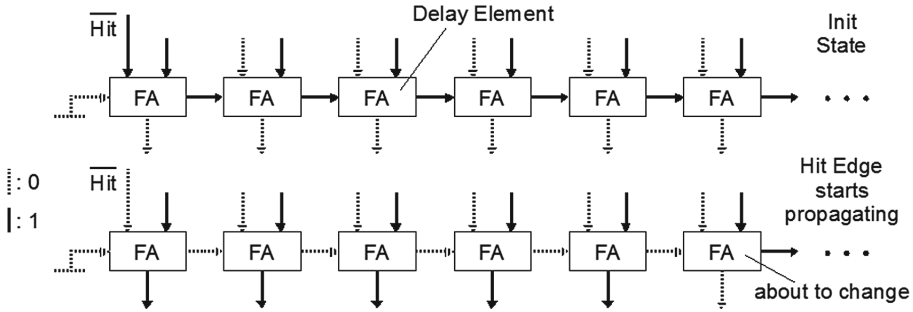 Delay Element
Hit
Init
State
FA FA FA FA FA FA
: 0
: 1
Hit
Hit Edge
starts
propagating
FA FA FA FA FA FA
about to change